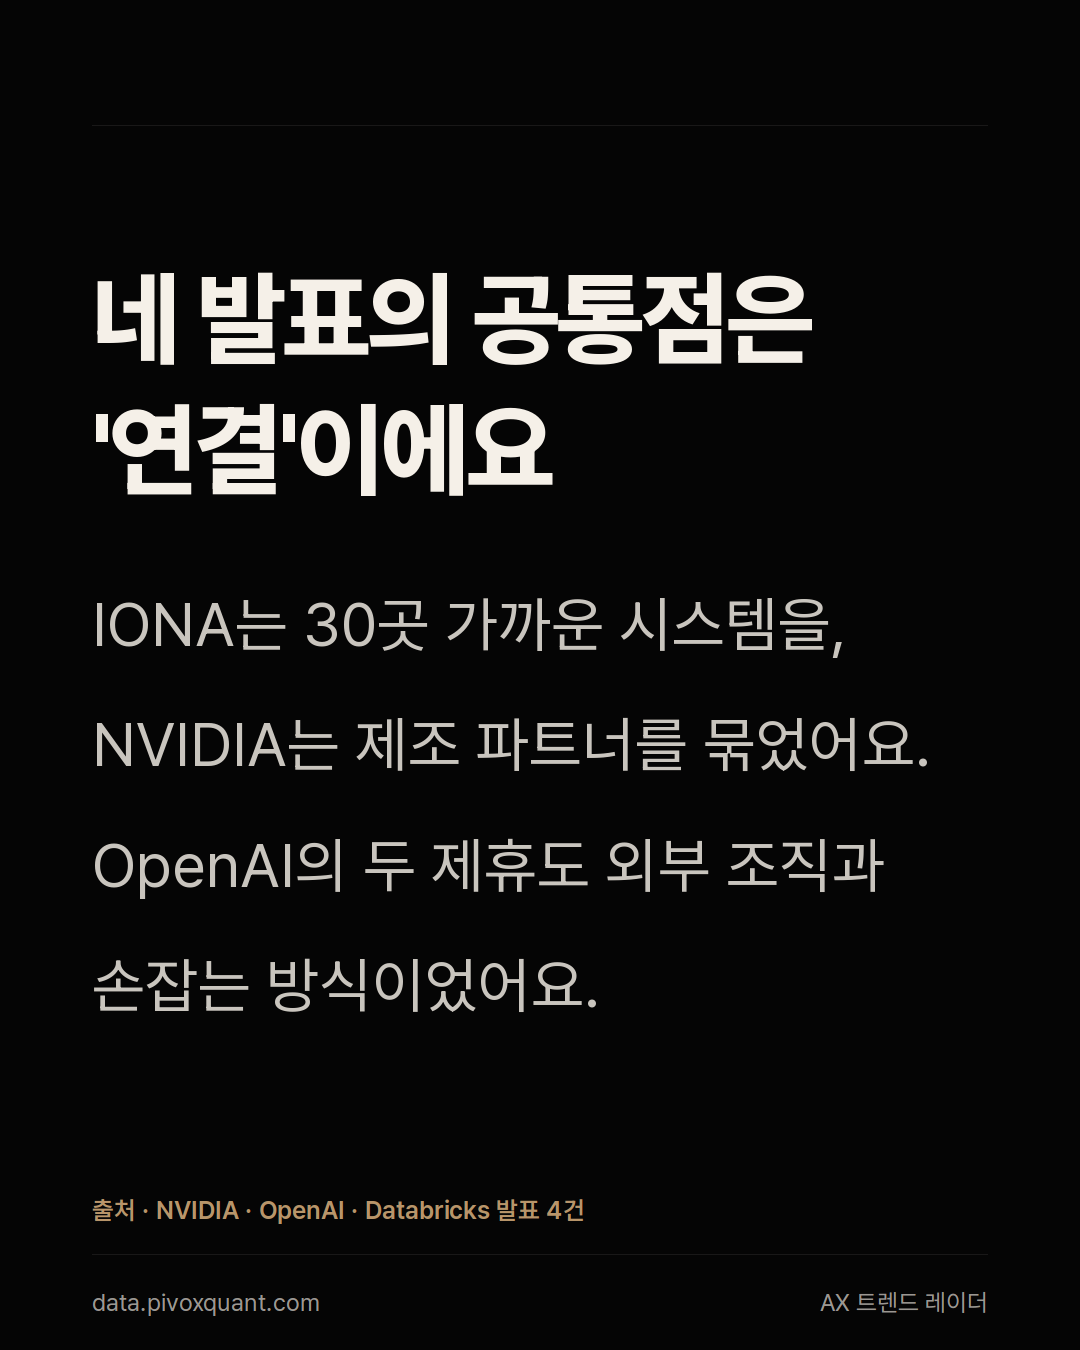 네 발표의 공통점은
'연결'이에요
IONA는 30곳 가까운 시스템을,
NVIDIA는 제조 파트너를 묶었어요.
OpenAI의 두 제휴도 외부 조직과
손잡는 방식이었어요.
출처 · NVIDIA · OpenAI · Databricks 발표 4건
data.pivoxquant.com
AX 트렌드 레이더